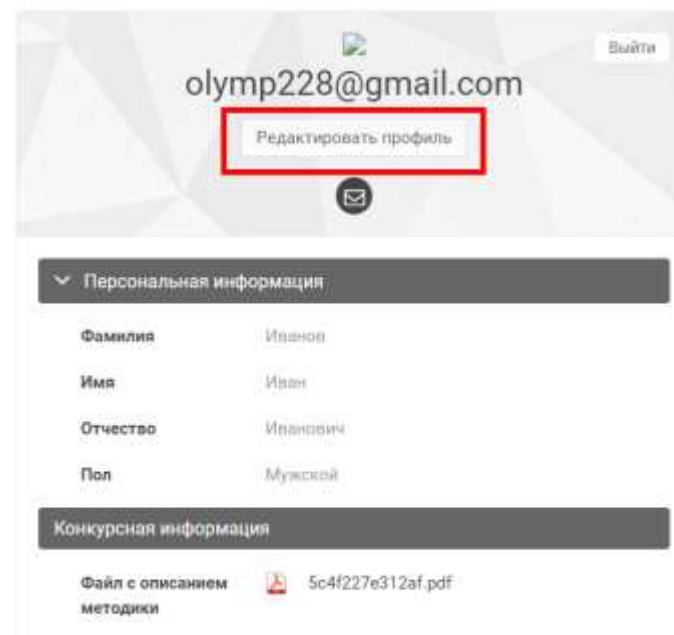 Выйти
olymp228@gmail.com
Редактировать профиль
Персональная информация
Фамилия Иванов
Имя Иван
Отчество Иванович
Пол Мужской
Конкурсная информация
Файл с описанием 5c4f227e312af.pdf
методики